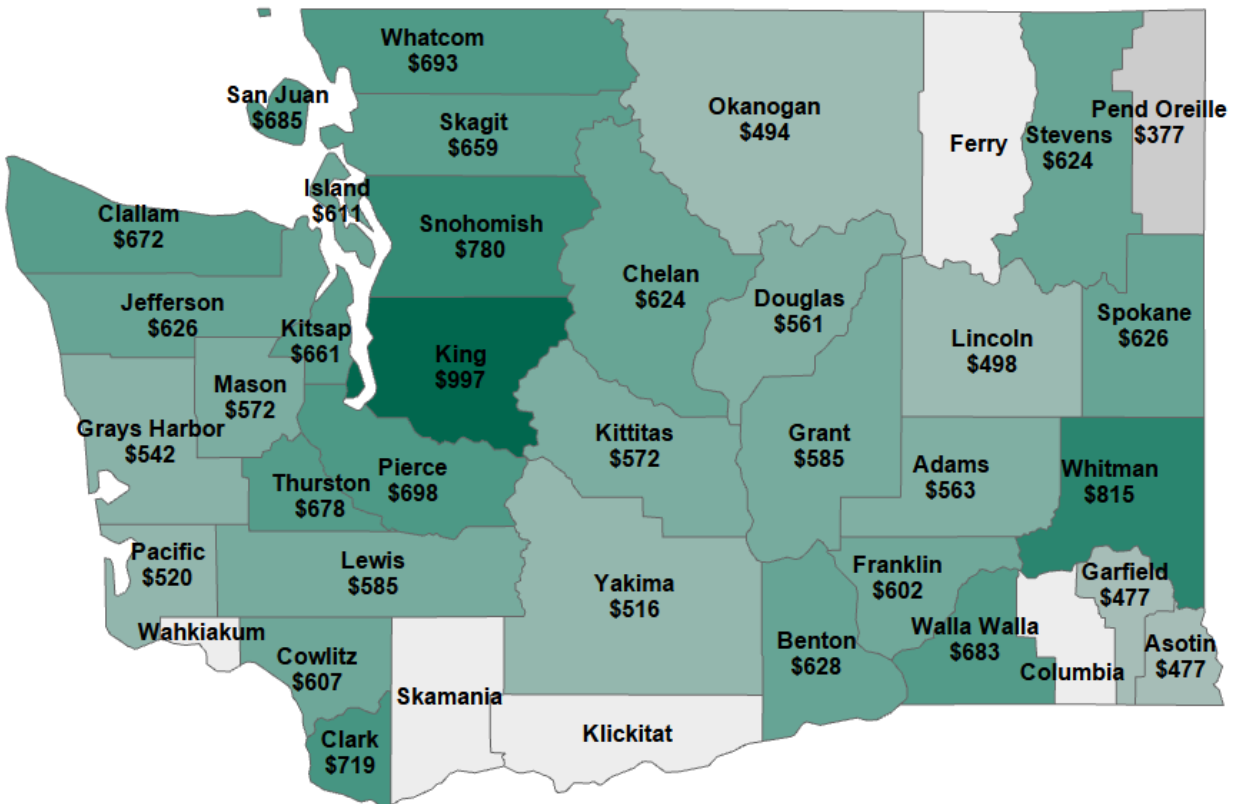 Whatcom
$693
San Juan
$685
Skagit
$659
Okanogan
$494
Ferry
Stevens
$624
Pend Oreille
$377
Island
$611
Clallam
$672
Snohomish
$780
Chelan
$624
Jefferson
$626
Kitsap
$661
Douglas
$561
Lincoln
$498
Spokane
$626
King
$997
Mason
$572
Grays Harbor
$542
Kittitas
$572
Grant
$585
Adams
$563
Whitman
$815
Thurston
$678
Pierce
$698
Pacific
$520
Lewis
$585
Yakima
$516
Franklin
$602
Garfield
$477
Wahkiakum
Cowlitz
$607
Skamania
Benton
$628
Walla Walla
$683
Columbia
Asotin
$477
Clark
$719
Klickitat